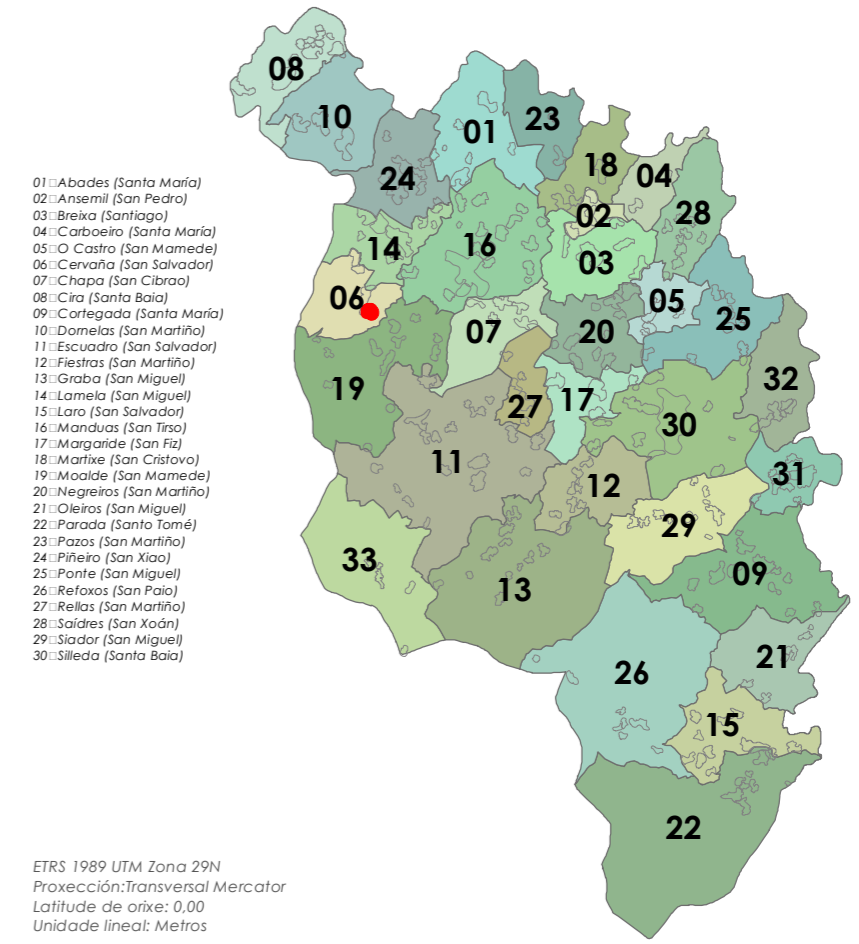 08
10
01
23
18
04
24
02
28
14
16
03
06
05
07
20
25
19
32
27
17
30
11
12
31
29
33
13
09
26
21
15
22
01□Abades (Santa María)
02□Ansemil (San Pedro)
03□Breixa (Santiago)
04□Carboeiro (Santa María)
05□O Castro (San Mamede)
06□Cervaña (San Salvador)
07□Chapa (San Cibrao)
08□Cira (Santa Baia)
09□Cortegada (Santa María)
10□Dornelas (San Martiño)
11□Escuadro (San Salvador)
12□Fiestras (San Martiño)
13□Graba (San Miguel)
14□Lamela (San Miguel)
15□Laro (San Salvador)
16□Manduas (San Tirso)
17□Margaride (San Fiz)
18□Martixe (San Cristovo)
19□Moalde (San Mamede)
20□Negreiros (San Martiño)
21□Oleiros (San Miguel)
22□Parada (Santo Tomé)
23□Pazos (San Martiño)
24□Piñeiro (San Xiao)
25□Ponte (San Miguel)
26□Refoxos (San Paio)
27□Rellas (San Martiño)
28□Saídres (San Xoán)
29□Siador (San Miguel)
30□Silleda (Santa Baia)
ETRS 1989 UTM Zona 29N
Proxección:Transversal Mercator
Latitude de orixe: 0,00
Unidade lineal: Metros